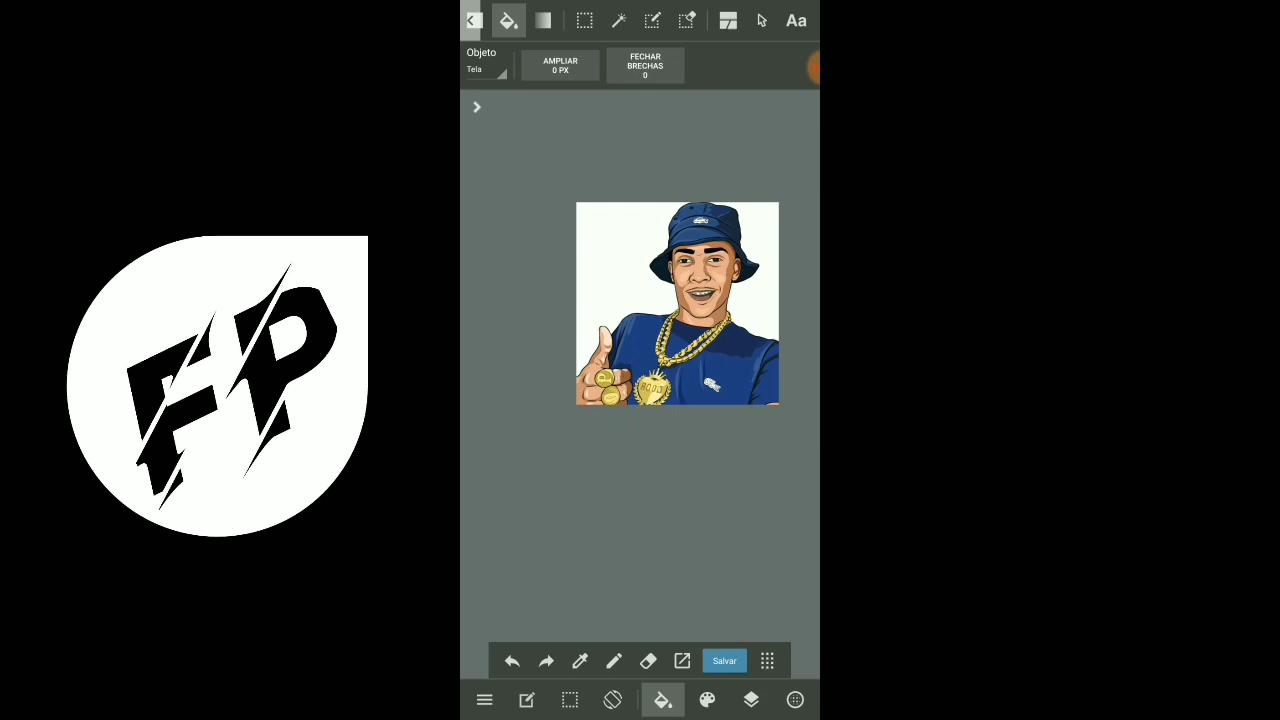 Aa
Objeto
Tela
AMPLIAR
0 PX
FECHAR
BRECHAS
0
FP
Salvar